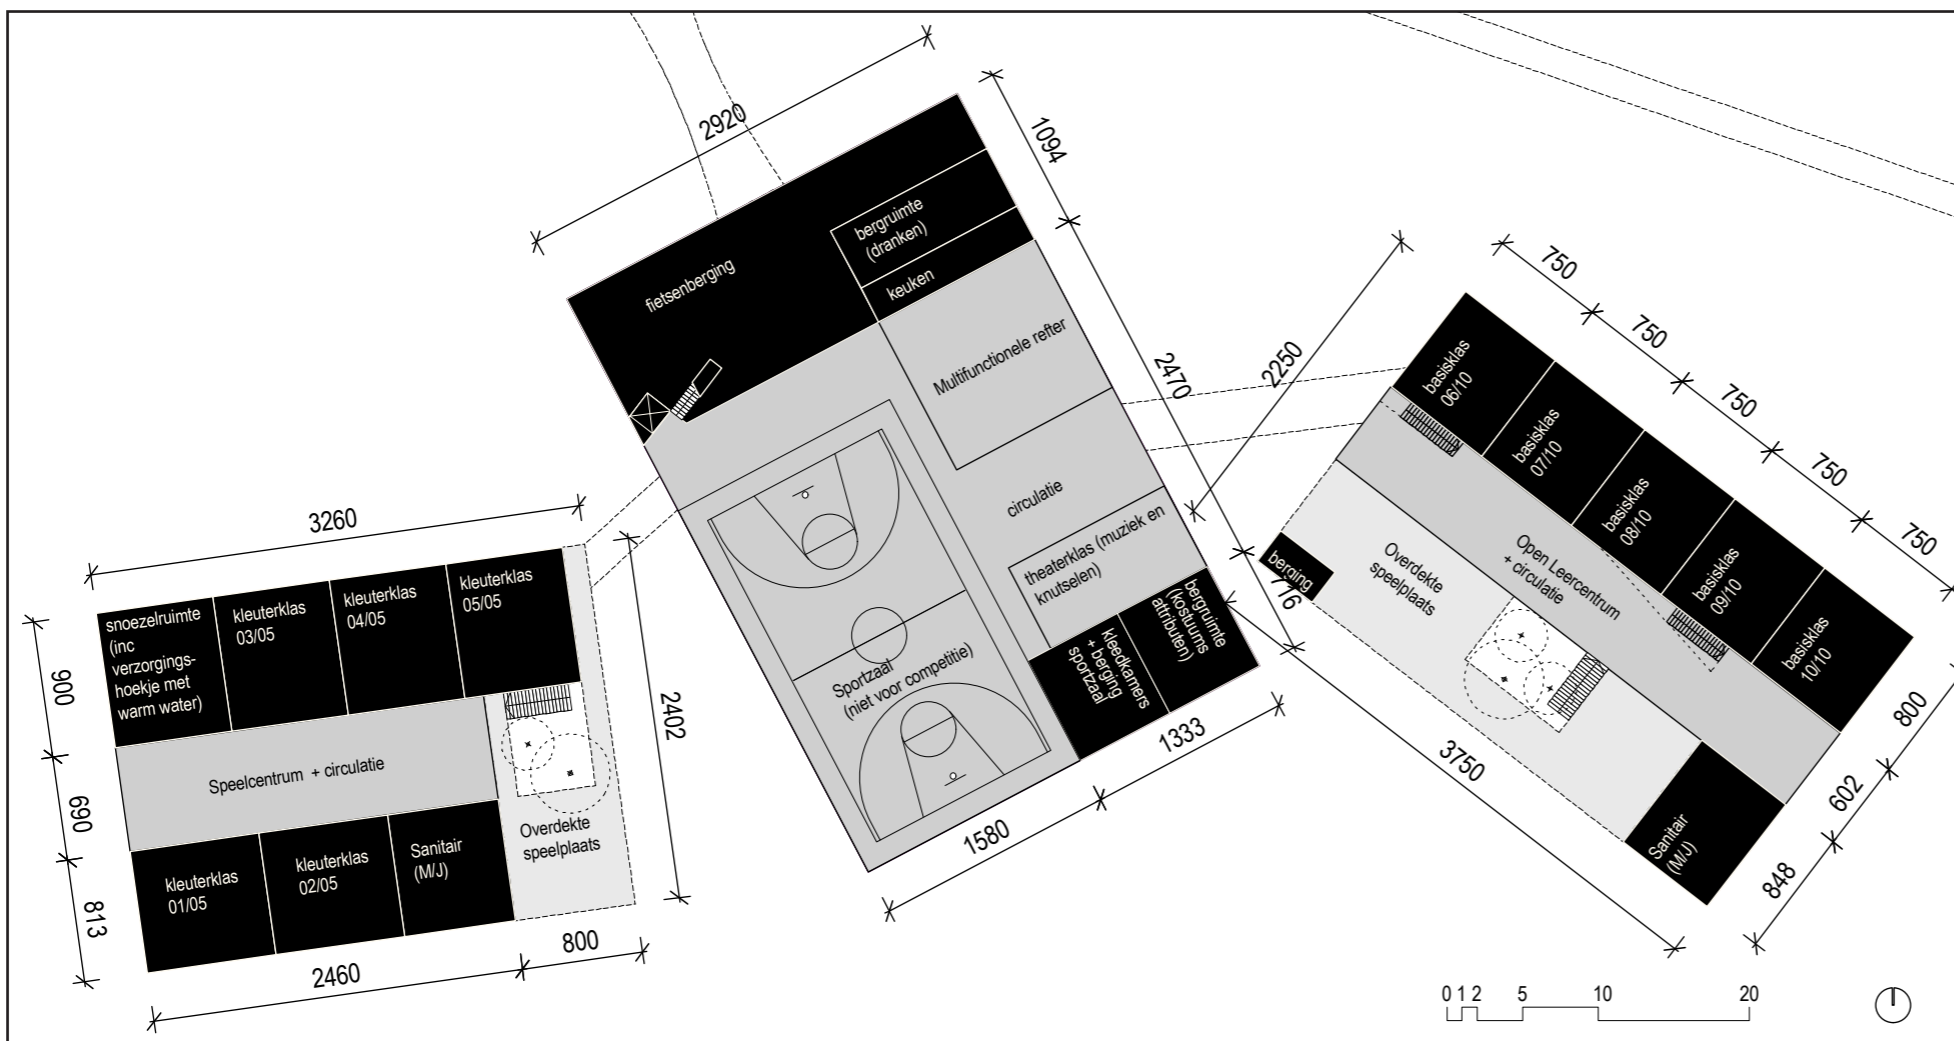 2920
1094
fietsenberging
bergruimte
(dranken)
keuken
Multifunctionele refter
2470
circulatie
theaterklas (muziek en
knutselen)
Sportzaal
(niet voor competitie)
kleedkamers
+ berging
sportzaal
bergruimte
(kostuums
attributen)
716
1580
1333
3260
snoezelruimte
(inc
verzorgings-
hoekje met
warm water)
kleuterklas
03/05
kleuterklas
04/05
kleuterklas
05/05
900
690
813
Speelcentrum + circulatie
kleuterklas
01/05
kleuterklas
02/05
Sanitair
(M/J)
Overdekte
speelplaats
2402
2460
800
2250
750
750
750
750
750
basisklas
06/10
basisklas
07/10
basisklas
08/10
basisklas
09/10
basisklas
10/10
Open Leercentrum
+ circulatie
Overdekte
speelplaats
berging
Sanitair
(M/J)
3750
800
602
848
0 1 2 5 10 20